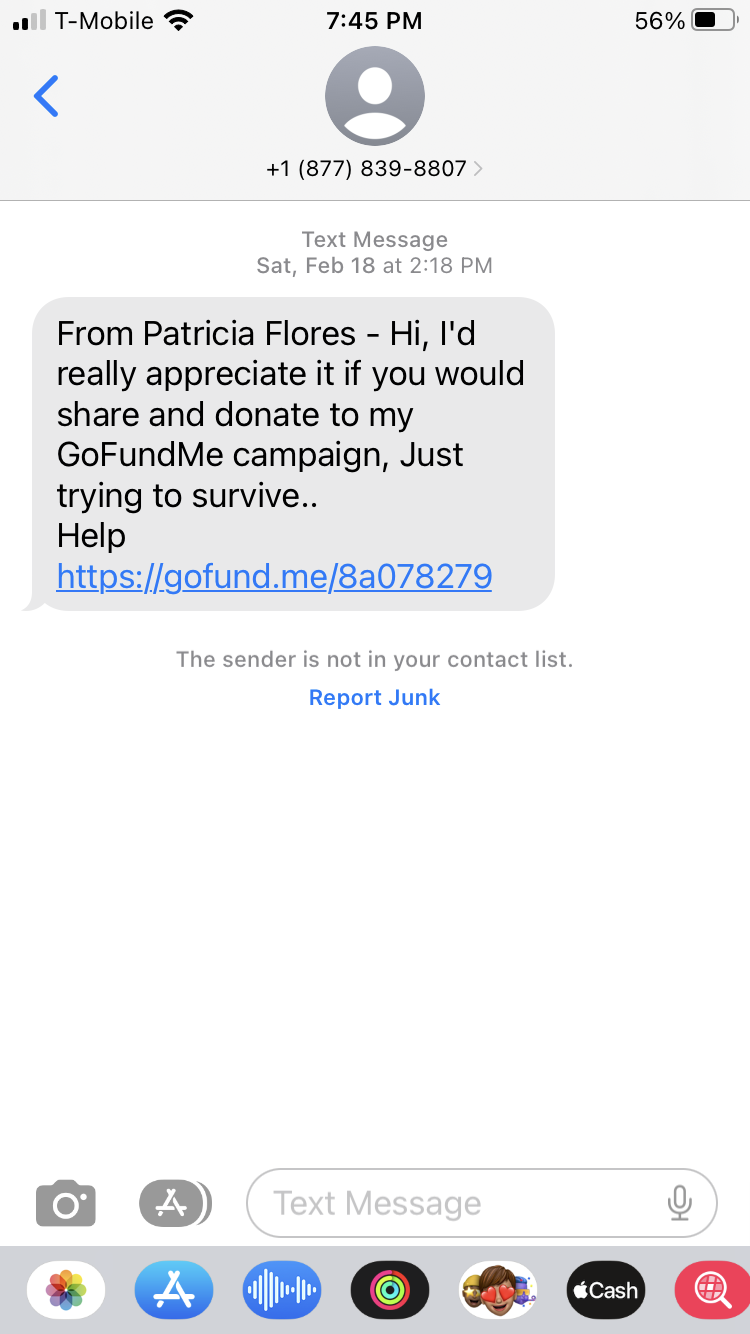 T-Mobile 7:45 PM 56%
+1 (877) 839-8807
Text Message
Sat, Feb 18 at 2:18 PM
From Patricia Flores - Hi, I'd
really appreciate it if you would
share and donate to my
GoFundMe campaign, Just
trying to survive..
Help
https://gofund.me/8a078279
The sender is not in your contact list.
Report Junk
Text Message
Cash